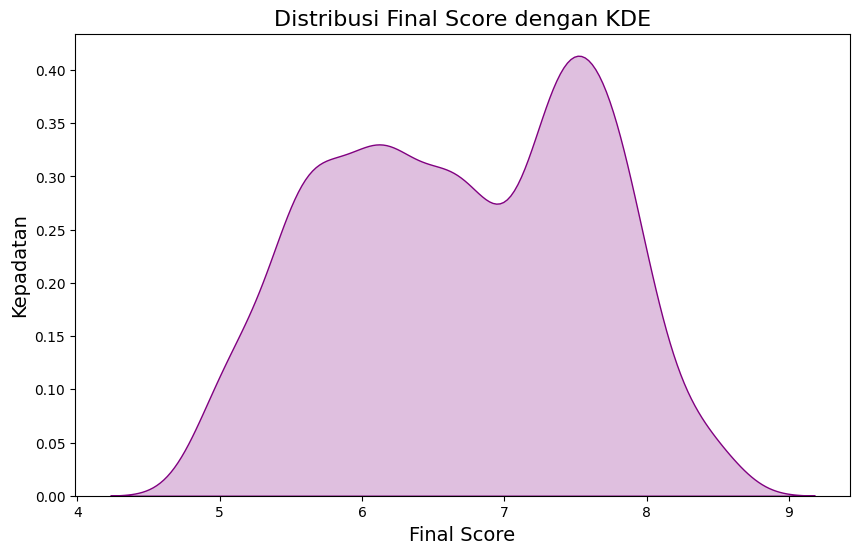 Distribusi Final Score dengan KDE
Kepadatan
0.40
0.35
0.30
0.25
0.20
0.15
0.10
0.05
0.00
4 5 6 7 8 9
Final Score